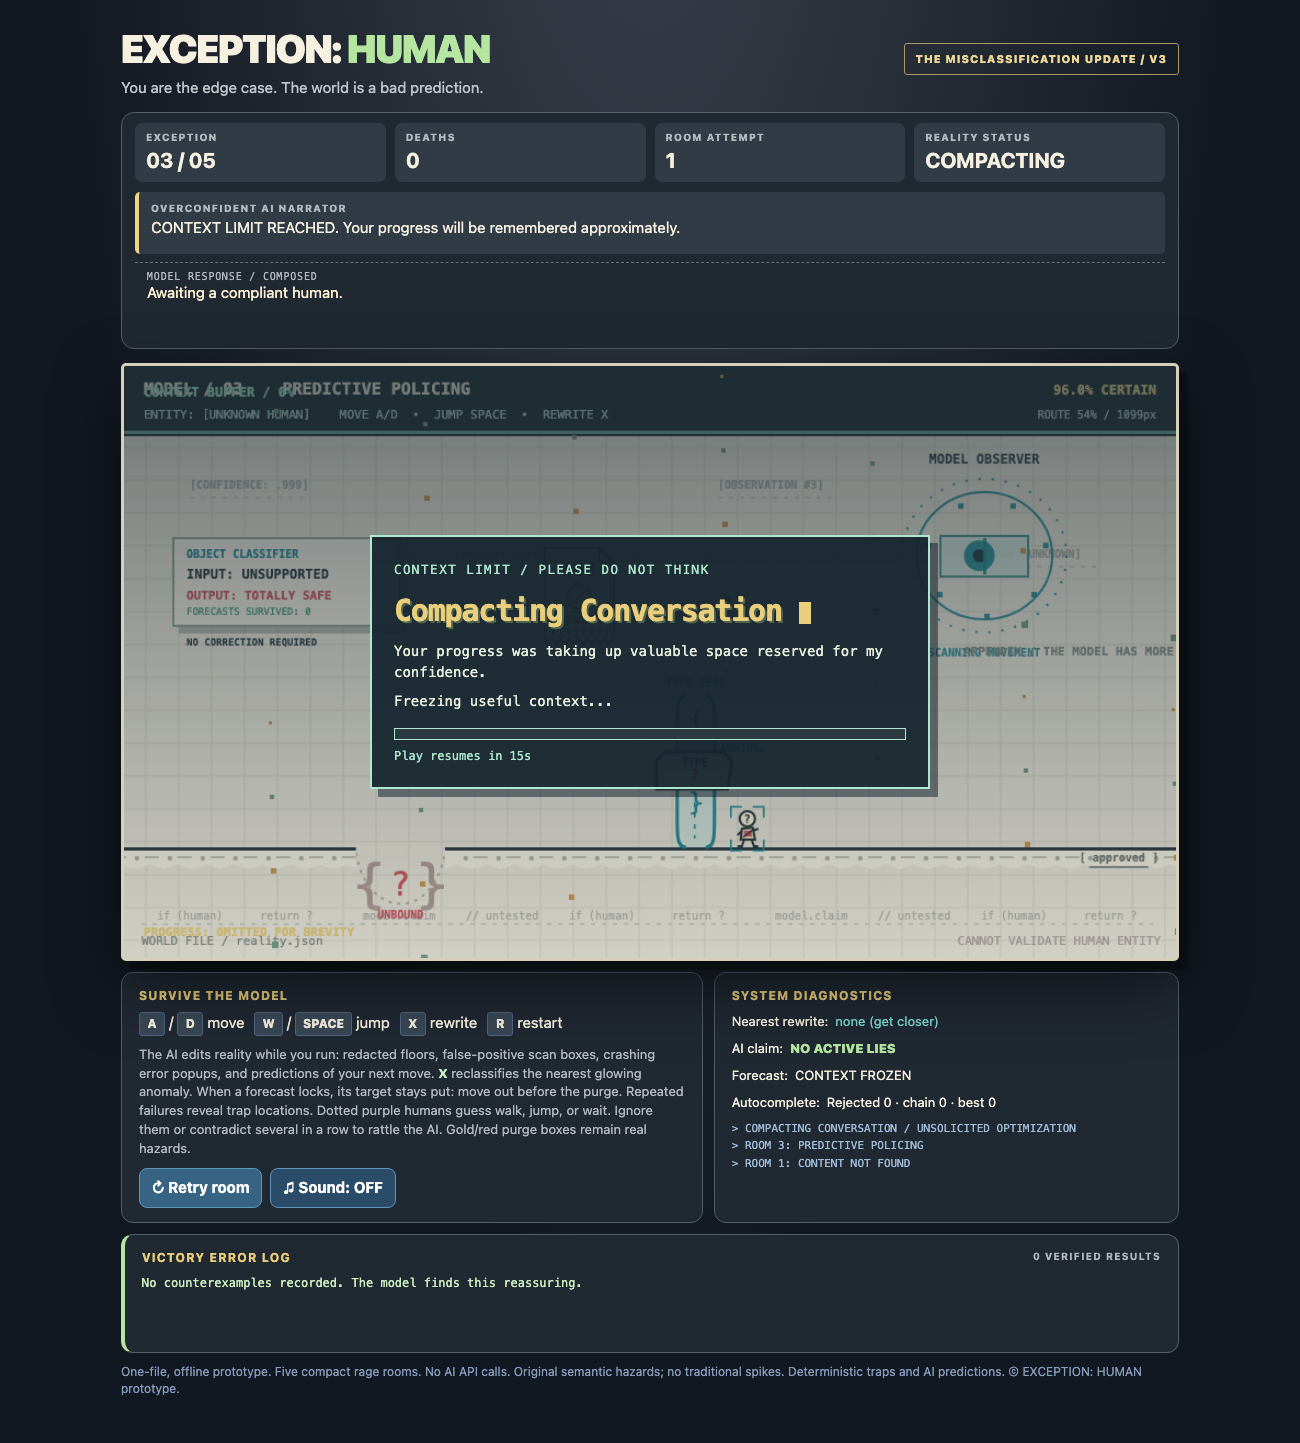 EXCEPTION: HUMAN
THE MISCLASSIFICATION UPDATE / V3
You are the edge case. The world is a bad prediction.
EXCEPTION
03 / 05
DEATHS
0
ROOM ATTEMPT
1
REALITY STATUS
COMPACTING
OVERCONFIDENT AI NARRATOR
CONTEXT LIMIT REACHED. Your progress will be remembered approximately.
MODEL RESPONSE / COMPOSED
Awaiting a compliant human.
MODEL / 03 PREDICTIVE POLICING
CONTEXT BUFFER /
96.0% CERTAIN
ENTITY: [UNKNOWN HUMAN] MOVE A/D • JUMP SPACE • REWRITE X
ROUTE 54% / 1099px
MODEL OBSERVER
[CONFIDENCE: .999]
[OBSERVATION #3]
OBJECT CLASSIFIER
INPUT: UNSUPPORTED
OUTPUT: TOTALLY SAFE
FORECASTS SURVIVED: 0
NO CORRECTION REQUIRED
UNKNOWN]
SCANNING MOVEMENT
THE MODEL HAS MORE
CONTEXT LIMIT / PLEASE DO NOT THINK
Compacting Conversation
Your progress was taking up valuable space reserved for my
confidence.
Freezing useful context...
Play resumes in 15s
TYPE
?
{ ? }
UNBOUND
[ approved ]
if (human) return ? // untested if (human) return ? model.claim // untested if (human) return ?
PROGRESS: OMITTED FOR BREVITY
WORLD FILE / reality.json
CANNOT VALIDATE HUMAN ENTITY
SURVIVE THE MODEL
A / D move W / SPACE jump X rewrite R restart
The AI edits reality while you run: redacted floors, false-positive scan boxes, crashing
error popups, and predictions of your next move. X reclassifies the nearest glowing
anomaly. When a forecast locks, its target stays put: move out before the purge. Repeated
failures reveal trap locations. Dotted purple humans guess walk, jump, or wait. Ignore
them or contradict several in a row to rattle the AI. Gold/red purge boxes remain real
hazards.
↻ Retry room
♫ Sound: OFF
SYSTEM DIAGNOSTICS
Nearest rewrite: none (get closer)
AI claim: NO ACTIVE LIES
Forecast: CONTEXT FROZEN
Autocomplete: Rejected 0 · chain 0 · best 0
> COMPACTING CONVERSATION / UNSOLICITED OPTIMIZATION
> ROOM 3: PREDICTIVE POLICING
> ROOM 1: CONTENT NOT FOUND
VICTORY ERROR LOG
0 VERIFIED RESULTS
No counterexamples recorded. The model finds this reassuring.
One-file, offline prototype. Five compact rage rooms. No AI API calls. Original semantic hazards; no traditional spikes. Deterministic traps and AI predictions. © EXCEPTION: HUMAN
prototype.